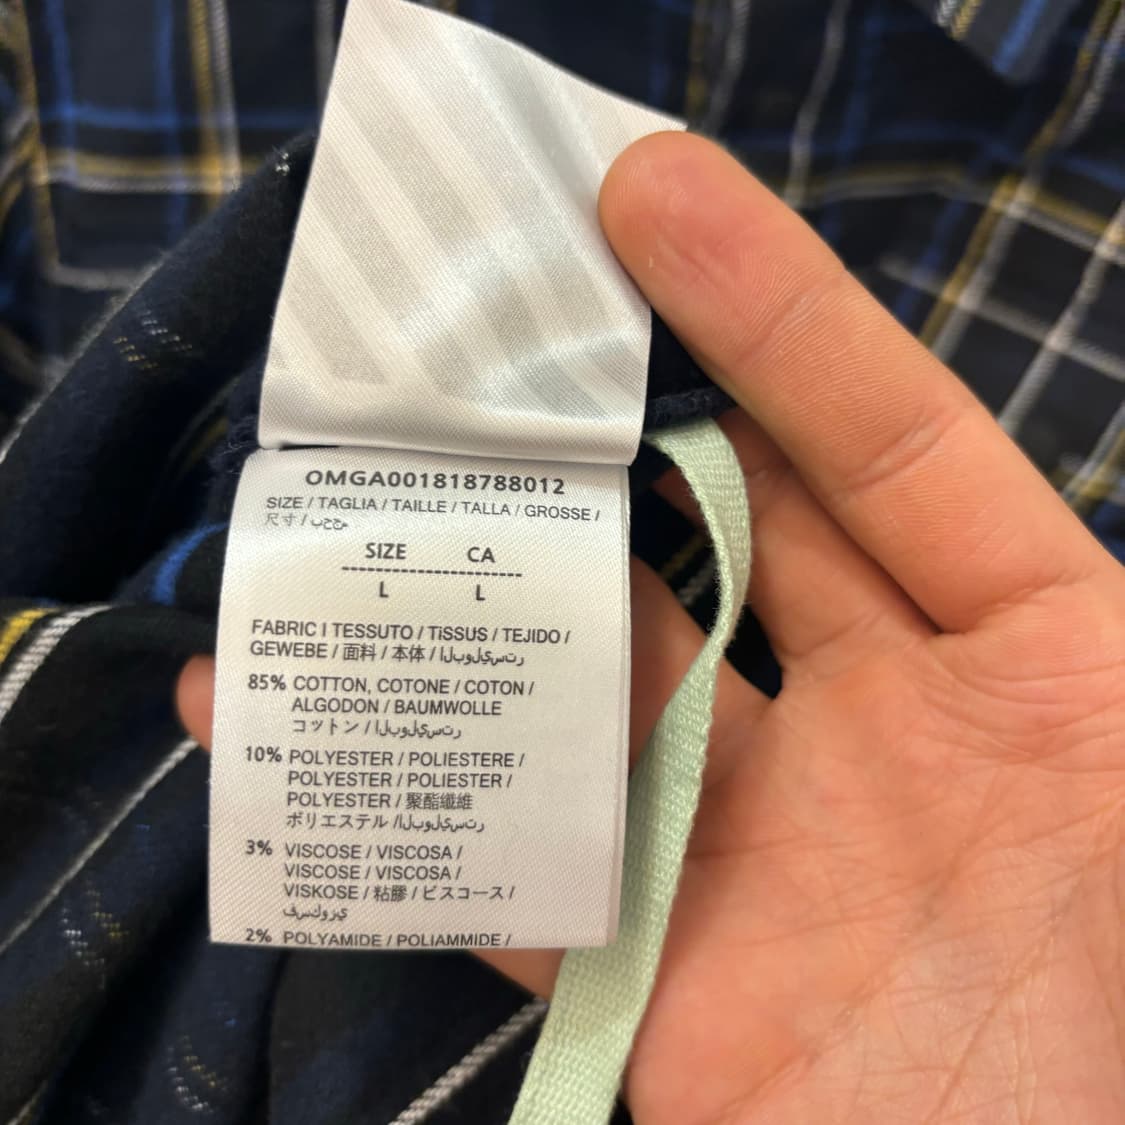 OMGA001818788012
SIZE / TAGLIA / TAILLE / TALLA / GROSSE /
尺寸 / بحجم
SIZE CA
L L
FABRIC I TESSUTO / TiSSUS / TEJIDO /
GEWEBE / 面料 / 本体 / البوليستر
85% COTTON, COTONE / COTON /
ALGODON / BAUMWOLLE
コットン / البوليستر
10% POLYESTER / POLIESTERE /
POLYESTER / POLIESTER /
POLYESTER / 聚酯纖維
ポリエステル /البوليستر
3% VISCOSE / VISCOSA /
VISCOSE / VISCOSA /
VISKOSE / 粘膠 / ビスコース /
فسكوزي
2% POLYAMIDE / POLIAMMIDE /